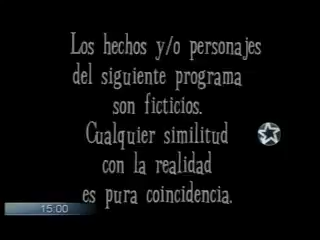 Los hechos y/o personajes
del siguiente programa
son ficticios.
Cualquier similitud
con la realidad
es pura coincidencia.
15:00